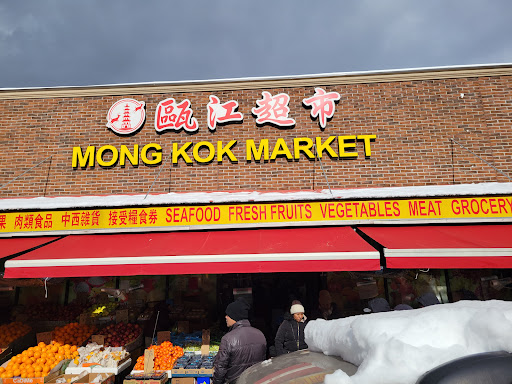 甌江超市
MONG KOK MARKET
果 肉類食品 中西雜貨 接受糧食券 SEAFOOD FRESH FRUITS VEGETABLES MEAT GROCERY